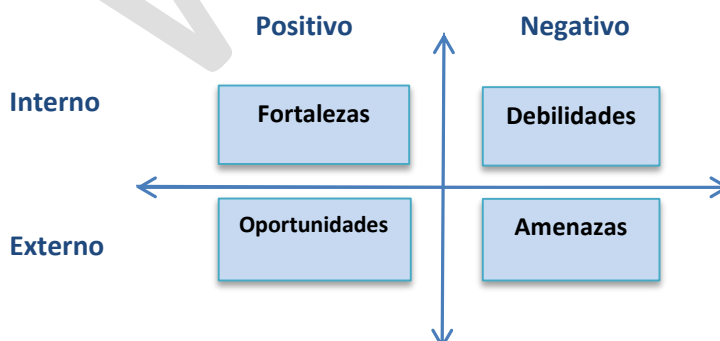 Positivo Negativo
Interno
Fortalezas Debilidades
Oportunidades Amenazas
Externo